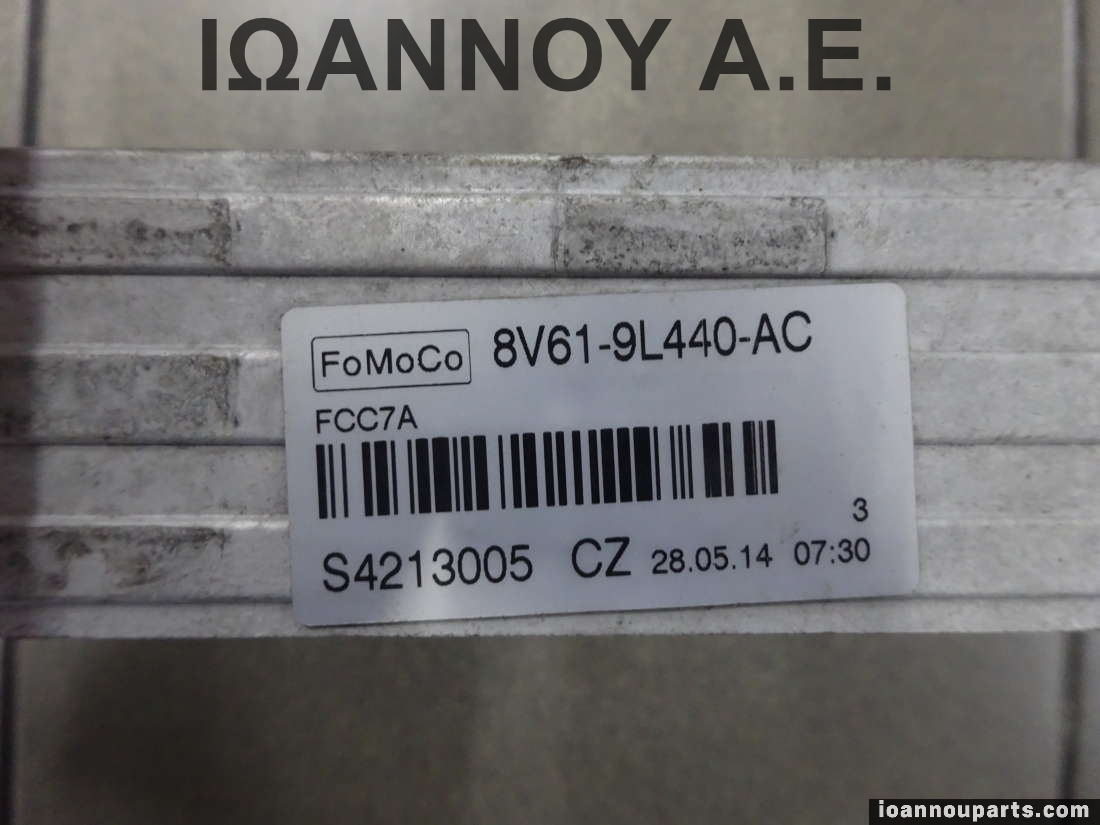 ΙΩΑΝΝΟΥ Α.Ε.
FoMoCo 8V61-9L440-AC
FCC7A
3
S4213005 CZ 28.05.14 07:30
ioannouparts.com